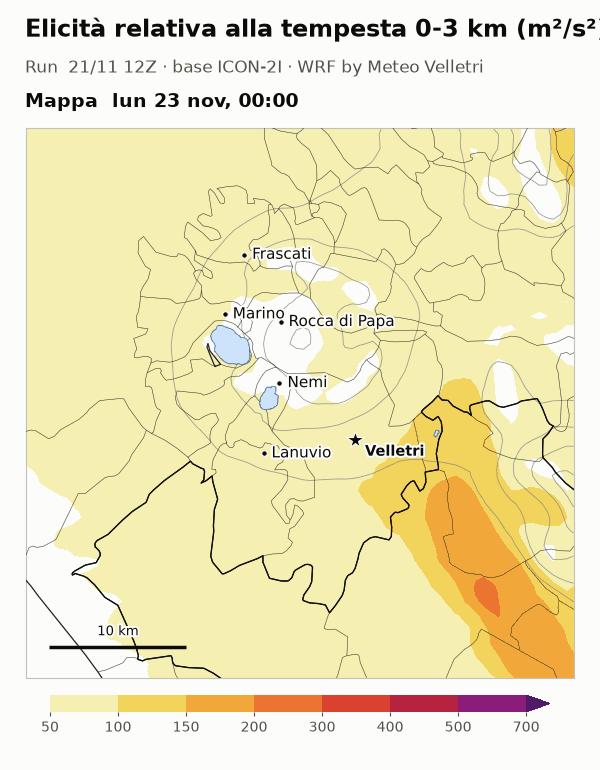 Elicità relativa alla tempesta 0-3 km (m²/s²)
Run 21/11 12Z · base ICON-2I · WRF by Meteo Velletri
Mappa lun 23 nov, 00:00
Frascati
Marino
Rocca di Papa
Nemi
Velletri
Lanuvio
10 km
50 100 150 200 300 400 500 700